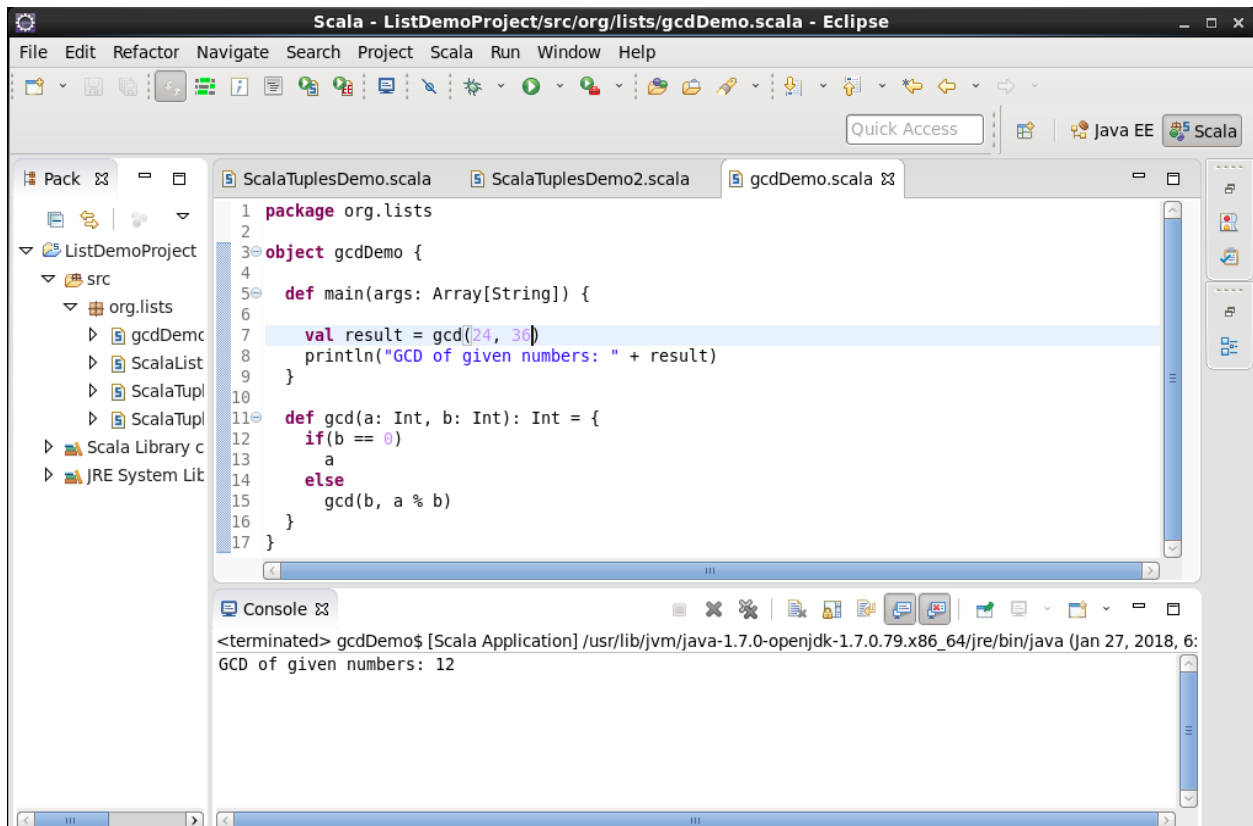 Scala - ListDemoProject/src/org/lists/gcdDemo.scala - Eclipse
File Edit Refactor Navigate Search Project Scala Run Window Help
Quick Access
Java EE
Scala
Pack
ListDemoProject
src
org.lists
gcdDemo
ScalaList
ScalaTupl
ScalaTupl
Scala Library c
JRE System Lib
ScalaTuplesDemo.scala ScalaTuplesDemo2.scala gcdDemo.scala
1 package org.lists
2
3 object gcdDemo {
4
5 def main(args: Array[String]) {
6
7 val result = gcd(24, 36)
8 println("GCD of given numbers: " + result)
9 }
10
11 def gcd(a: Int, b: Int): Int = {
12 if(b == 0)
13 a
14 else
15 gcd(b, a % b)
16 }
17 }
Console
<terminated> gcdDemo$ [Scala Application] /usr/lib/jvm/java-1.7.0-openjdk-1.7.0.79.x86_64/jre/bin/java (Jan 27, 2018, 6:
GCD of given numbers: 12